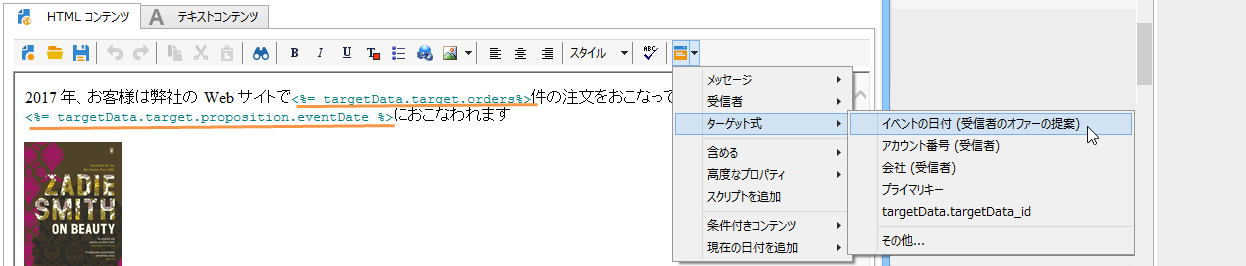 HTML コンテンツ
A テキストコンテンツ
B I U T スタイル ABC
2017 年、お客様は弊社の Web サイトで<%= targetData.target.orders%>件の注文をおこなって
<%= targetData.target.proposition.eventDate %>におこなわれます
ZADIE
SMITH
ON BEAUTY
メッセージ
受信者
ターゲット式
含める
高度なプロパティ
スクリプトを追加
条件付きコンテンツ
現在の日付を追加
イベントの日付 (受信者のオファーの提案)
アカウント番号 (受信者)
会社 (受信者)
プライマリキー
targetData.targetData_id
その他...